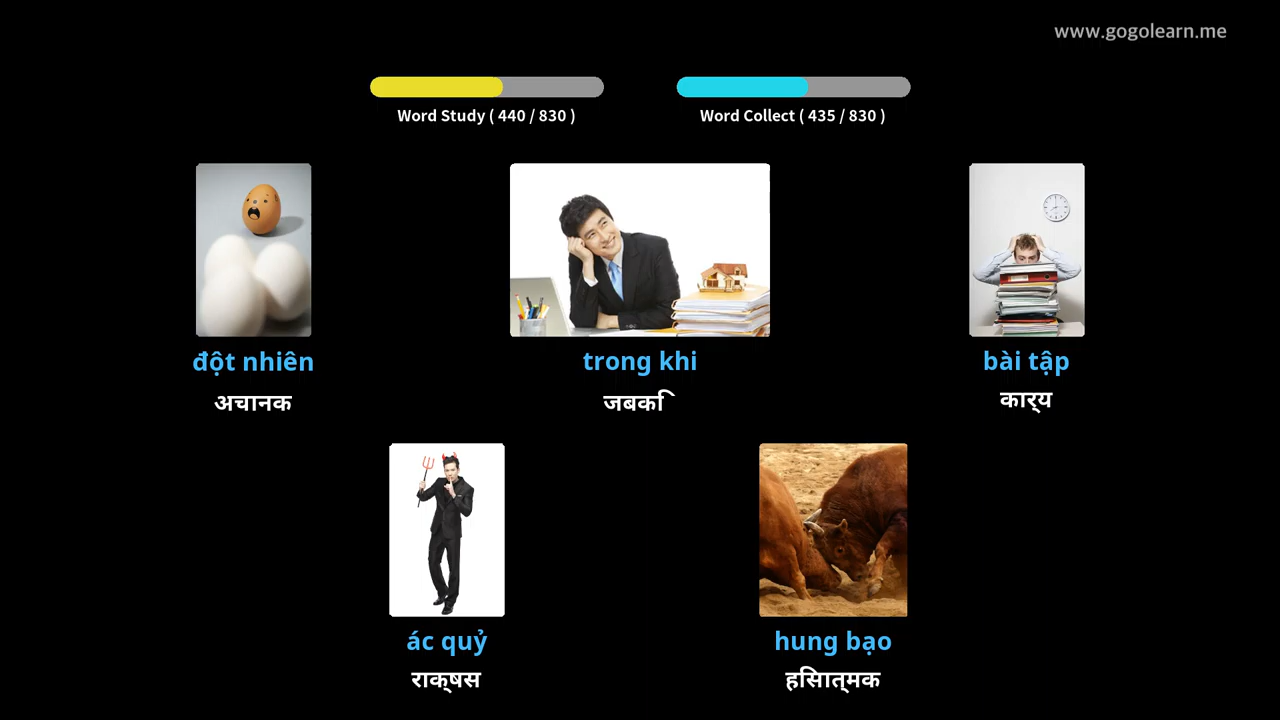 www.gogolearn.me
Word Study ( 440 / 830 )
Word Collect ( 435 / 830 )
đột nhiên
trong khi
bài tập
अचानक
जबकि
कार्‌य
ác quỷ
hung bạo
राक्‌षस
हिसात्‌मक